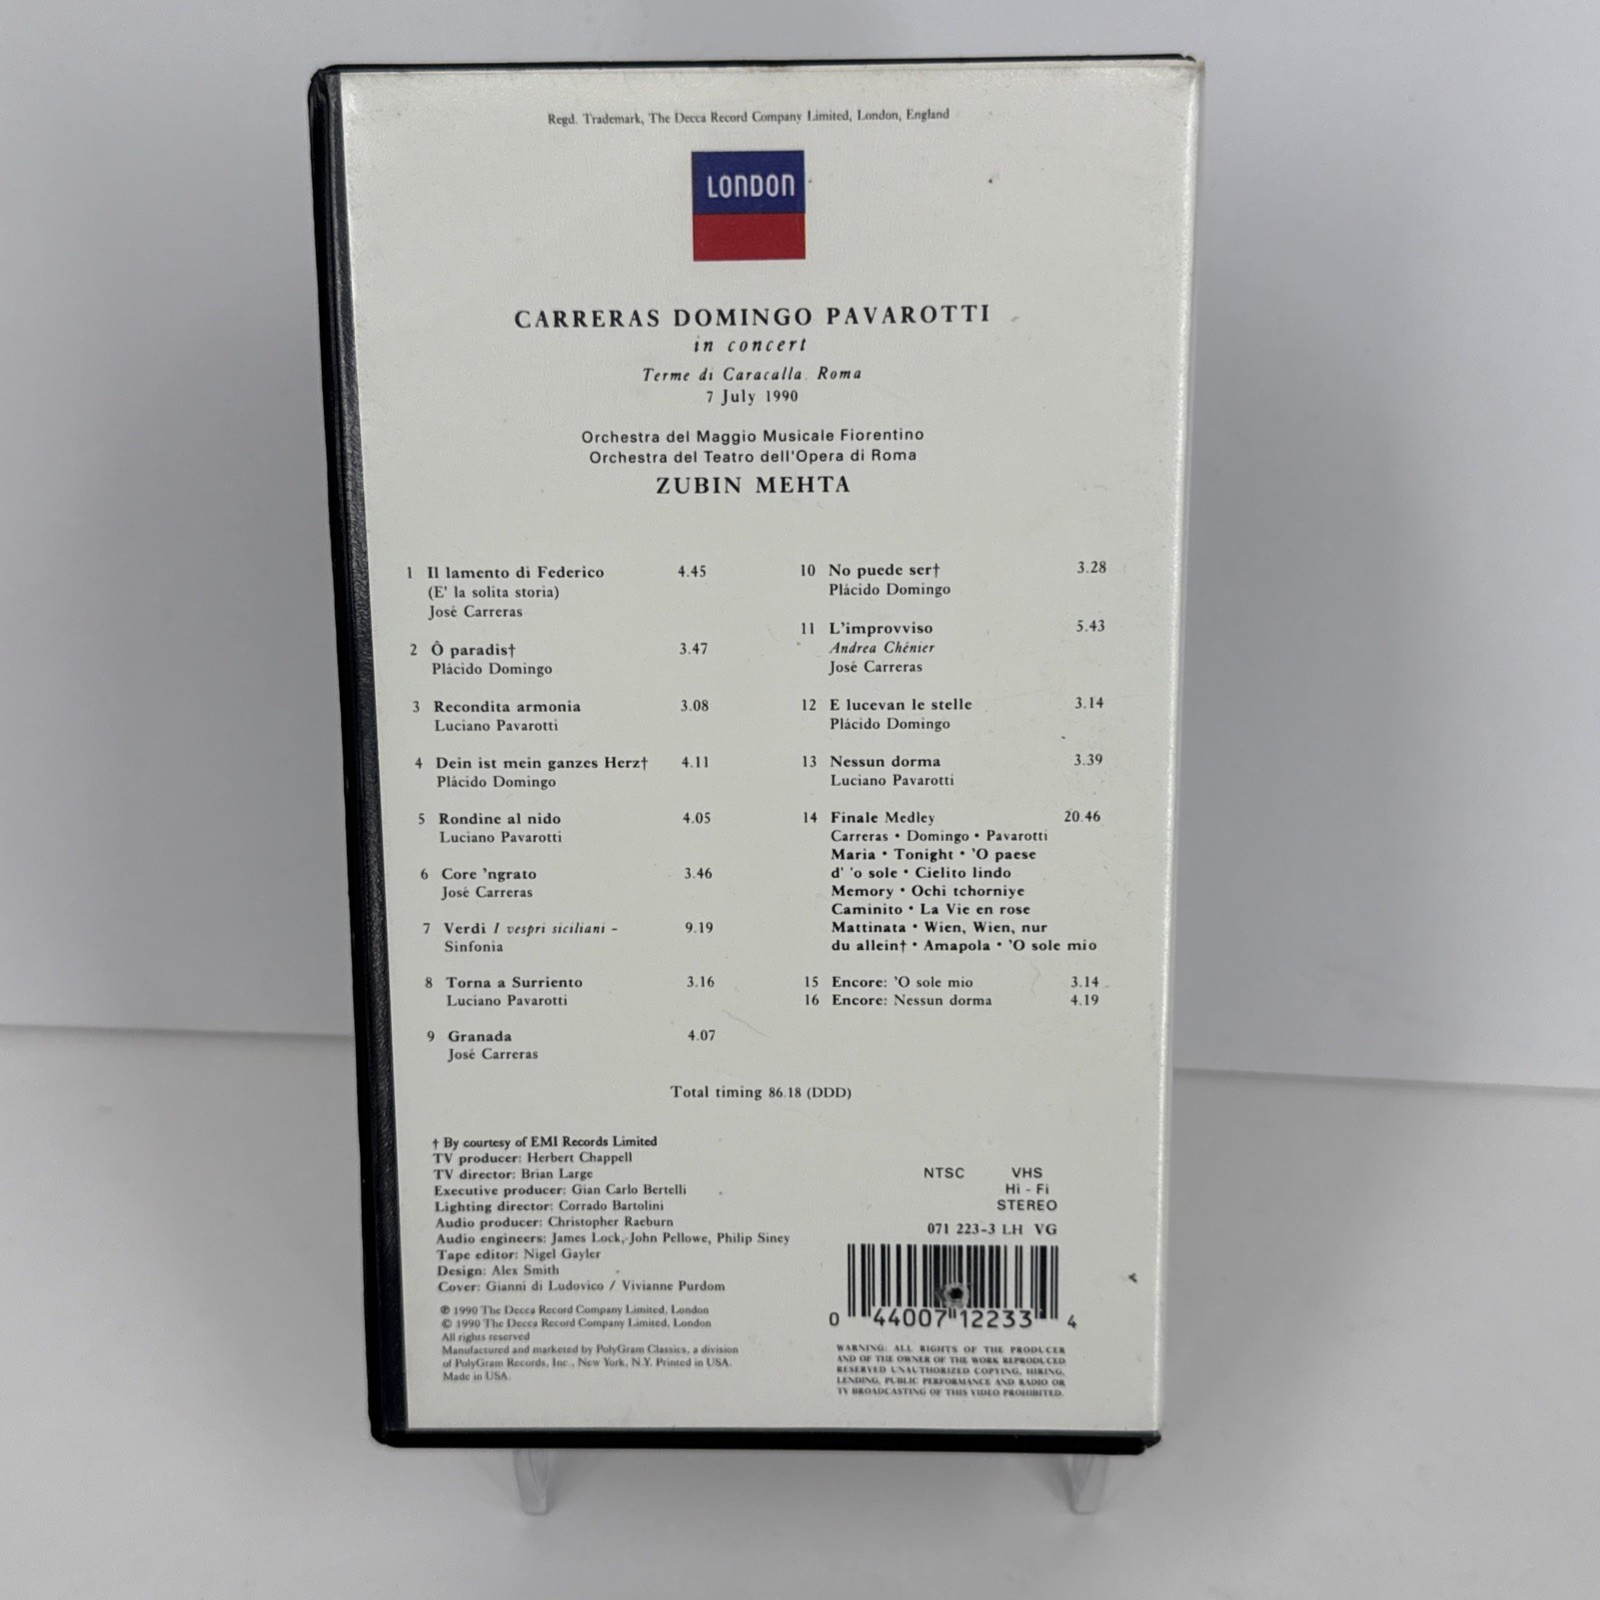 Regd. Trademark, The Decca Record Company Limited, London, England
LONDON
CARRERAS DOMINGO PAVAROTTI
in concert
Terme di Caracalla, Roma
7 July 1990
Orchestra del Maggio Musicale Fiorentino
Orchestra del Teatro dell'Opera di Roma
ZUBIN MEHTA
1 Il lamento di Federico 4.45
(E' la solita storia)
José Carreras
2 Ô paradis† 3.47
Plácido Domingo
3 Recondita armonia 3.08
Luciano Pavarotti
4 Dein ist mein ganzes Herz† 4.11
Plácido Domingo
5 Rondine al nido 4.05
Luciano Pavarotti
6 Core 'ngrato 3.46
José Carreras
7 Verdi I vespri siciliani – 9.19
Sinfonia
8 Torna a Surriento 3.16
Luciano Pavarotti
9 Granada 4.07
José Carreras
10 No puede ser† 3.28
Plácido Domingo
11 L'improvviso 5.43
Andrea Chénier
José Carreras
12 E lucevan le stelle 3.14
Plácido Domingo
13 Nessun dorma 3.39
Luciano Pavarotti
14 Finale Medley 20.46
Carreras • Domingo • Pavarotti
Maria • Tonight • 'O paese
d' 'o sole • Cielito lindo
Memory • Ochi tchorniye
Caminito • La Vie en rose
Mattinata • Wien, Wien, nur
du allein† • Amapola • 'O sole mio
15 Encore: 'O sole mio 3.14
16 Encore: Nessun dorma 4.19
Total timing 86.18 (DDD)
† By courtesy of EMI Records Limited
TV producer: Herbert Chappell
TV director: Brian Large
Executive producer: Gian Carlo Bertelli
Lighting director: Corrado Bartolini
Audio producer: Christopher Raeburn
Audio engineers: James Lock, John Pellowe, Philip Siney
Tape editor: Nigel Gayler
Design: Alex Smith
Cover: Gianni di Ludovico / Vivianne Purdom
℗ 1990 The Decca Record Company Limited, London
© 1990 The Decca Record Company Limited, London
All rights reserved
Manufactured and marketed by PolyGram Classics, a division
of PolyGram Records, Inc., New York, N.Y. Printed in USA.
Made in USA.
NTSC VHS
Hi - Fi
STEREO
071 223-3 LH VG
0 44007 12233 4
WARNING: ALL RIGHTS OF THE PRODUCER
AND OF THE OWNER OF THE WORK REPRODUCED
RESERVED UNAUTHORIZED COPYING, HIRING,
LENDING, PUBLIC PERFORMANCE AND RADIO OR
TV BROADCASTING OF THIS VIDEO PROHIBITED.